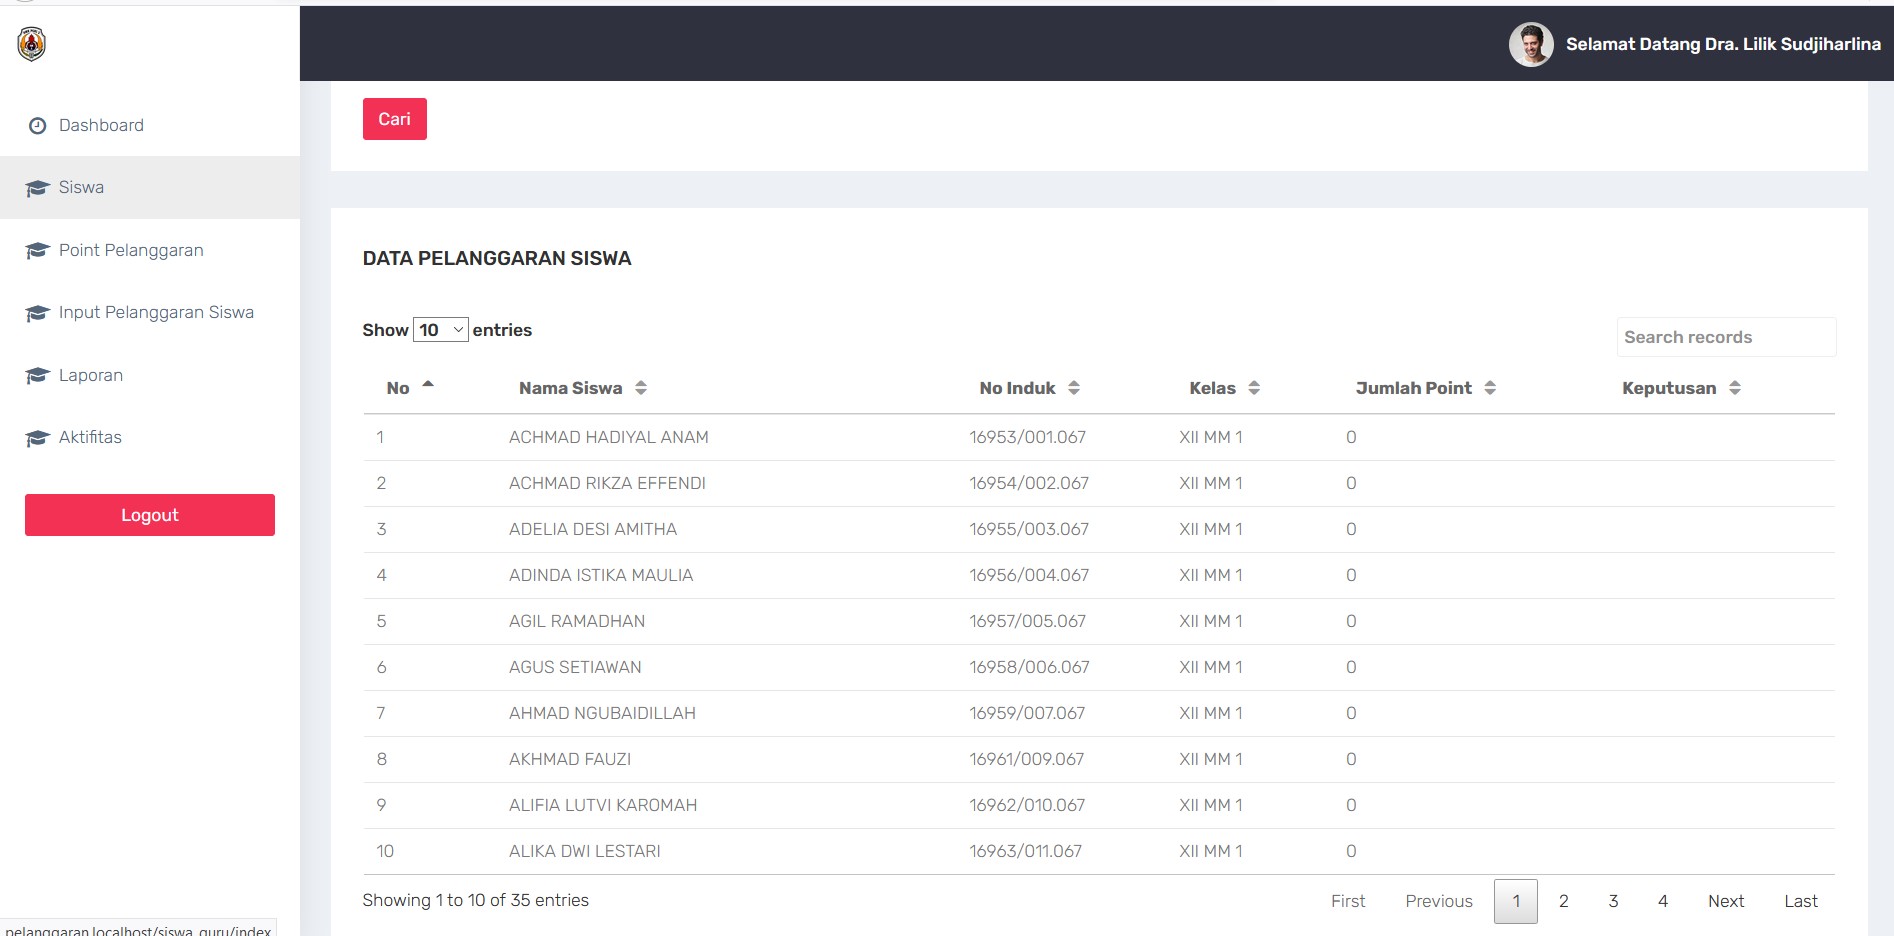 Selamat Datang Dra. Lilik Sudjiharlina
Dashboard
Siswa
Point Pelanggaran
Input Pelanggaran Siswa
Laporan
Aktifitas
Logout
Cari
DATA PELANGGARAN SISWA
Show 10 entries
Search records
No Nama Siswa No Induk Kelas Jumlah Point Keputusan
1 ACHMAD HADIYAL ANAM 16953/001.067 XII MM 1 0
2 ACHMAD RIKZA EFFENDI 16954/002.067 XII MM 1 0
3 ADELIA DESI AMITHA 16955/003.067 XII MM 1 0
4 ADINDA ISTIKA MAULIA 16956/004.067 XII MM 1 0
5 AGIL RAMADHAN 16957/005.067 XII MM 1 0
6 AGUS SETIAWAN 16958/006.067 XII MM 1 0
7 AHMAD NGUBAIDILLAH 16959/007.067 XII MM 1 0
8 AKHMAD FAUZI 16961/009.067 XII MM 1 0
9 ALIFIA LUTVI KAROMAH 16962/010.067 XII MM 1 0
10 ALIKA DWI LESTARI 16963/011.067 XII MM 1 0
Showing 1 to 10 of 35 entries
First Previous 1 2 3 4 Next Last
pelanggaran.localhost/siswa_guru/index